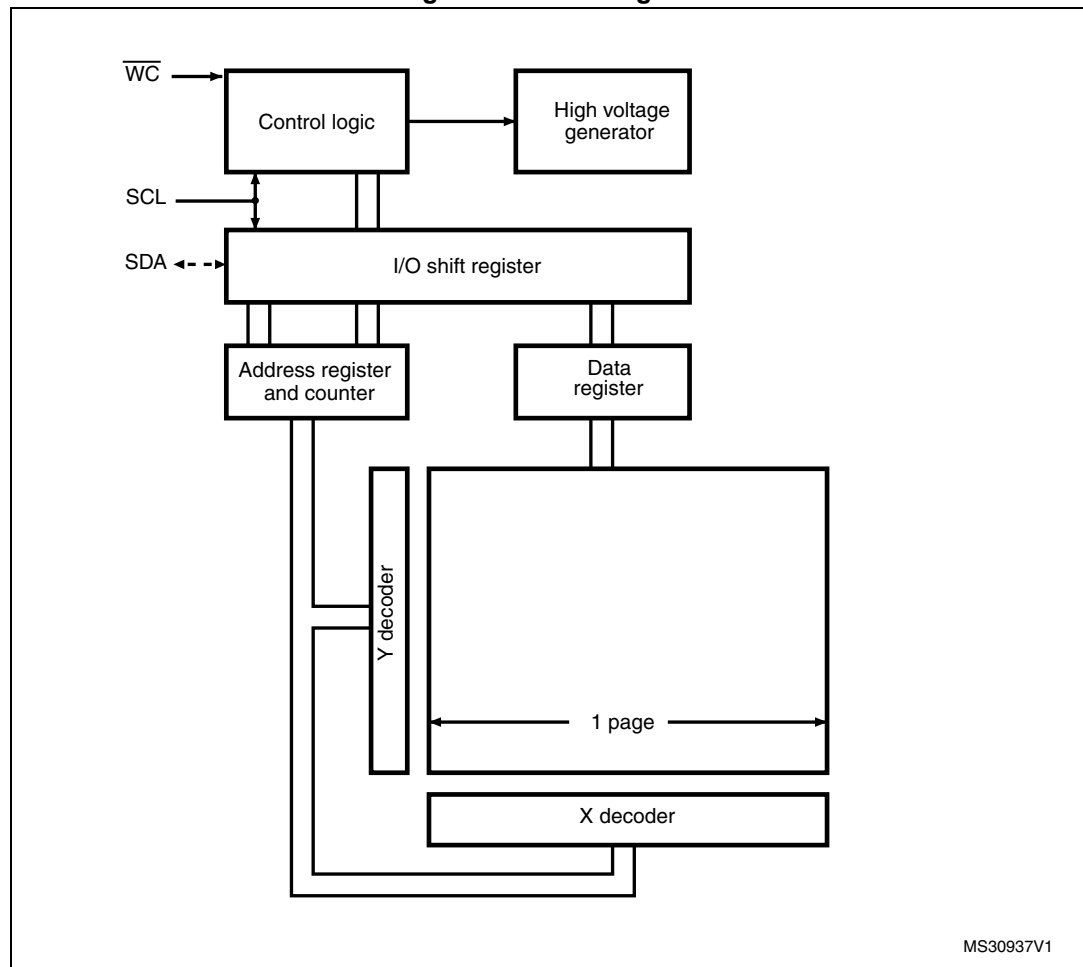 W̅C̅
Control logic
High voltage
generator
SCL
SDA
I/O shift register
Address register
and counter
Data
register
Y decoder
1 page
X decoder
MS30937V1